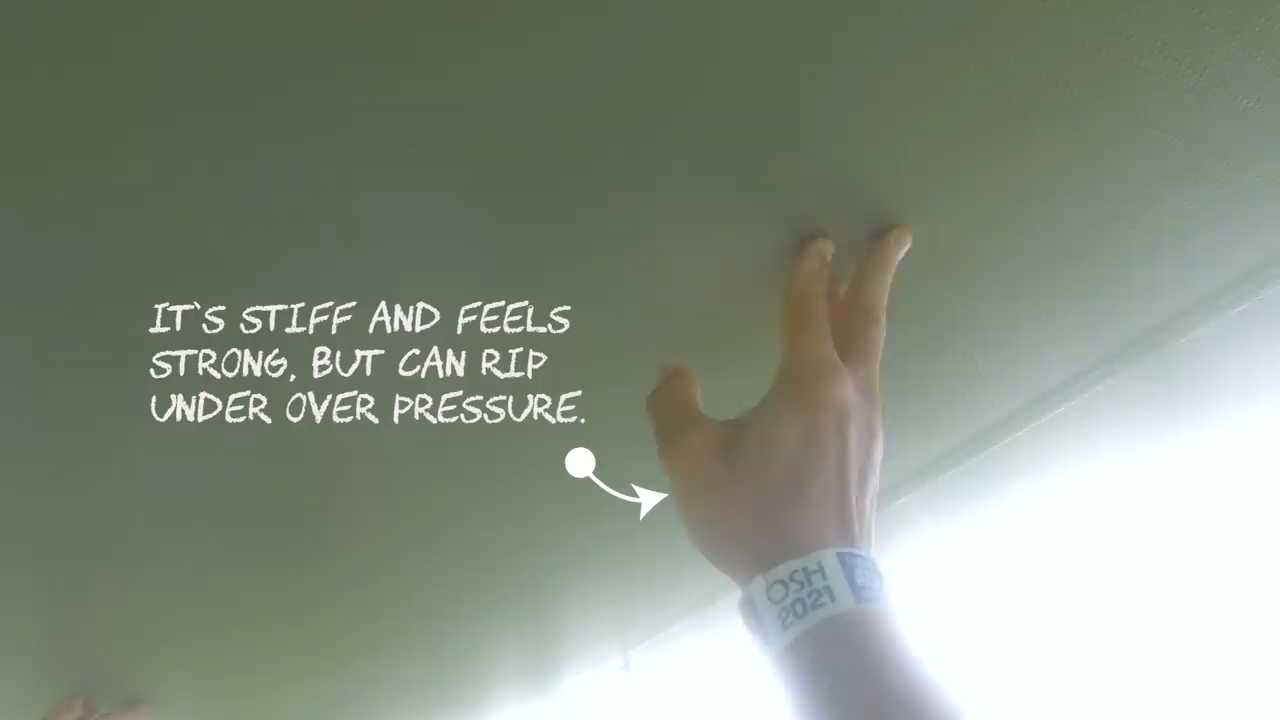 IT'S STIFF AND FEELS
STRONG, BUT CAN RIP
UNDER OVER PRESSURE.
OSH
2021